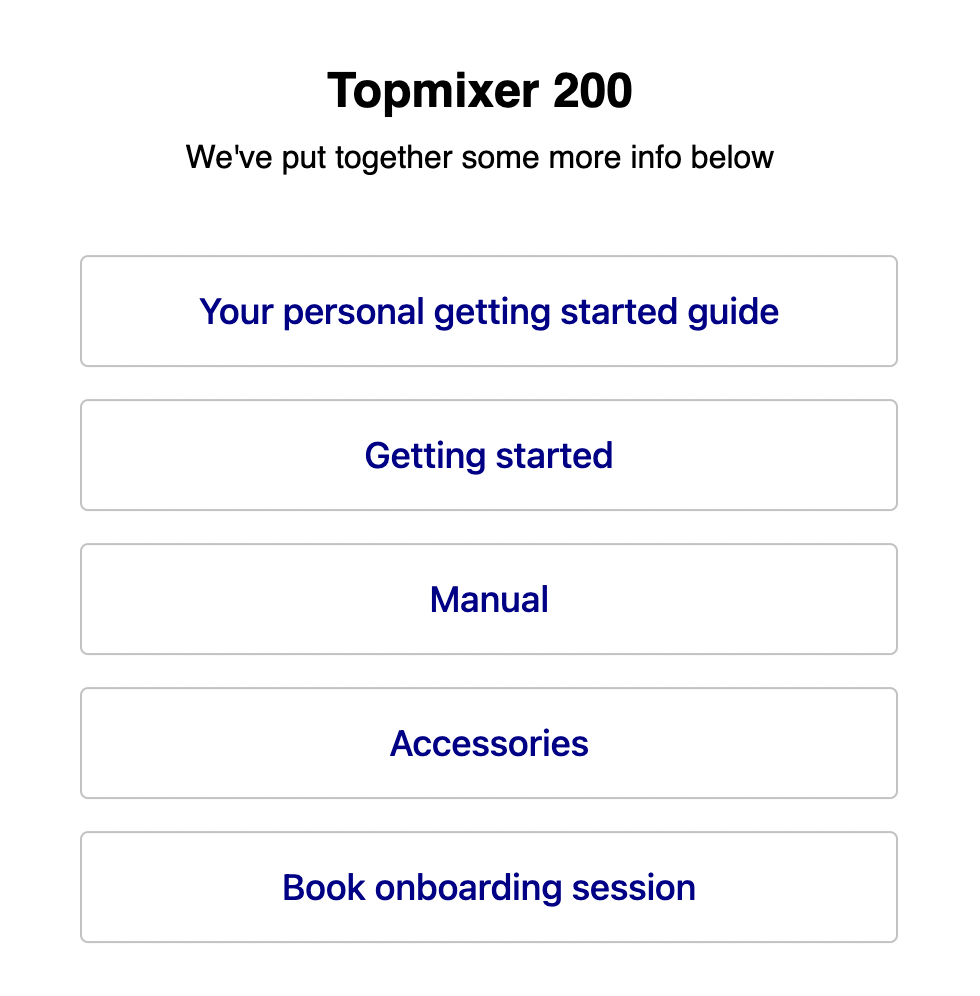 Topmixer 200
We've put together some more info below
Your personal getting started guide
Getting started
Manual
Accessories
Book onboarding session